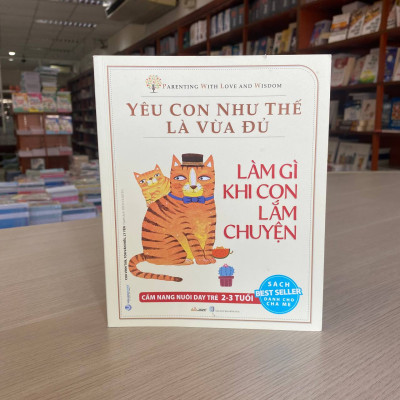 PARENTING WITH LOVE AND WISDOM
YÊU CON NHƯ THẾ
LÀ VỪA ĐỦ
LÀM GÌ
KHI CON
LẮM
CHUYỆN
CẨM NANG NUÔI DẠY TRẺ 2-3 TUỔI
SÁCH
BEST SELLER
DÀNH CHO
CHA MẸ